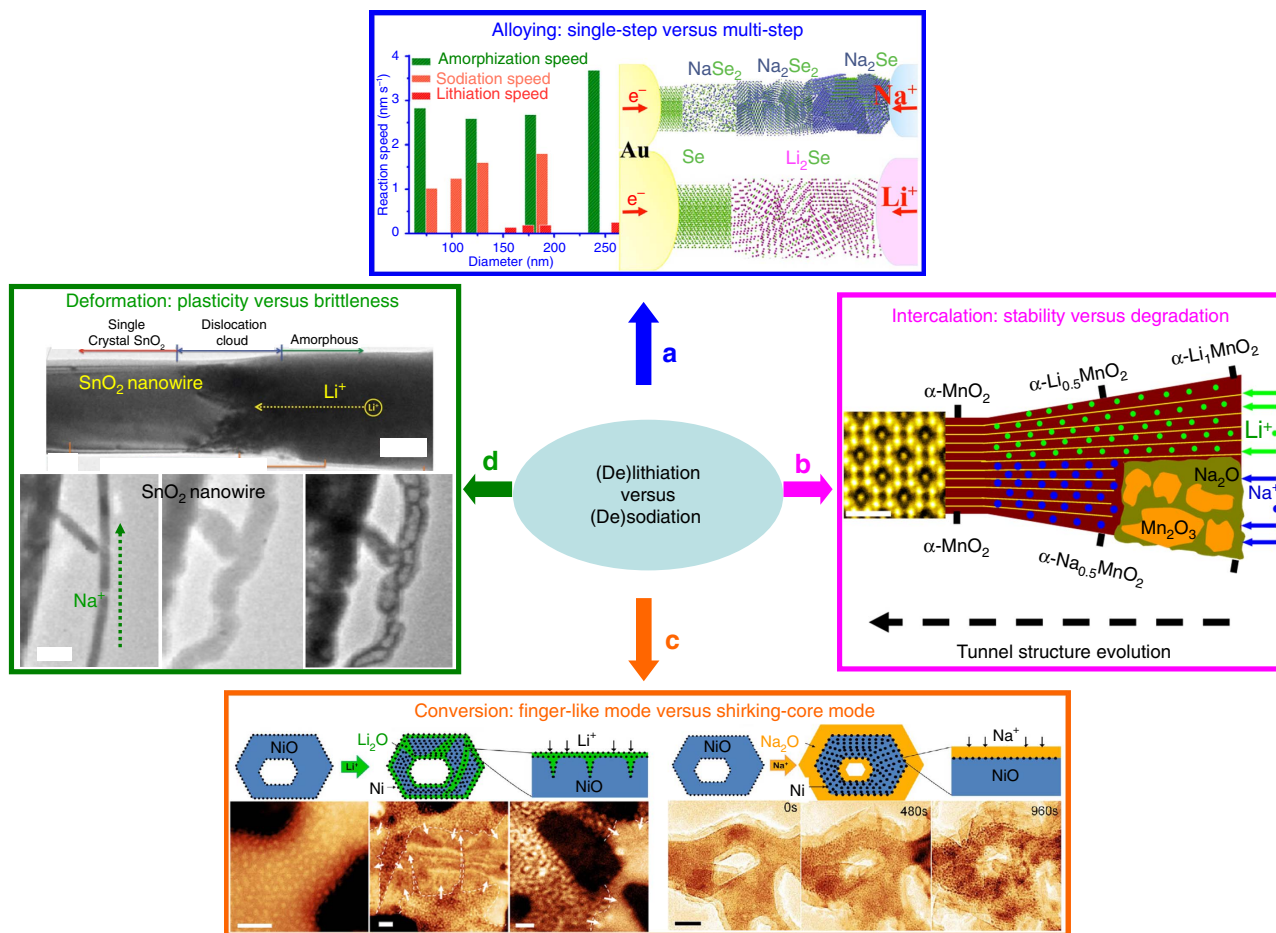 Alloying: single-step versus multi-step
Reaction speed (nm s⁻¹)
4
3
2
1
0
Amorphization speed
Sodiation speed
Lithiation speed
100
150
200
250
Diameter (nm)
NaSe₂
Na₂Se₂
Na₂Se
e⁻
Na⁺
Au
Se
Li₂Se
e⁻
Li⁺
a
Deformation: plasticity versus brittleness
Single
Crystal SnO₂
Dislocation
cloud
Amorphous
SnO₂ nanowire
Li⁺
Li⁺
SnO₂ nanowire
Na⁺
d
(De)lithiation
versus
(De)sodiation
b
Intercalation: stability versus degradation
α-MnO₂
α-Li₀.₅MnO₂
α-Li₁MnO₂
Li⁺
Na₂O
Na⁺
Mn₂O₃
α-MnO₂
α-Na₀.₅MnO₂
Tunnel structure evolution
c
Conversion: finger-like mode versus shirking-core mode
NiO
Li⁺
Li₂O
Ni
Li⁺
NiO
NiO
Na⁺
Na₂O
Ni
Na⁺
NiO
0s
480s
960s